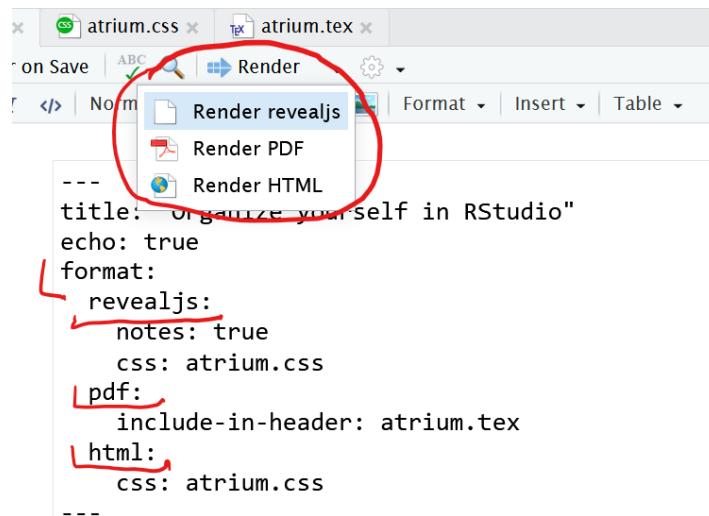 atrium.css × atrium.tex ×
on Save ABC Render
</> Norm Format Insert Table
Render revealjs
Render PDF
Render HTML
---
title: "Organize yourself in RStudio"
echo: true
format:
revealjs:
notes: true
css: atrium.css
pdf:
include-in-header: atrium.tex
html:
css: atrium.css
---